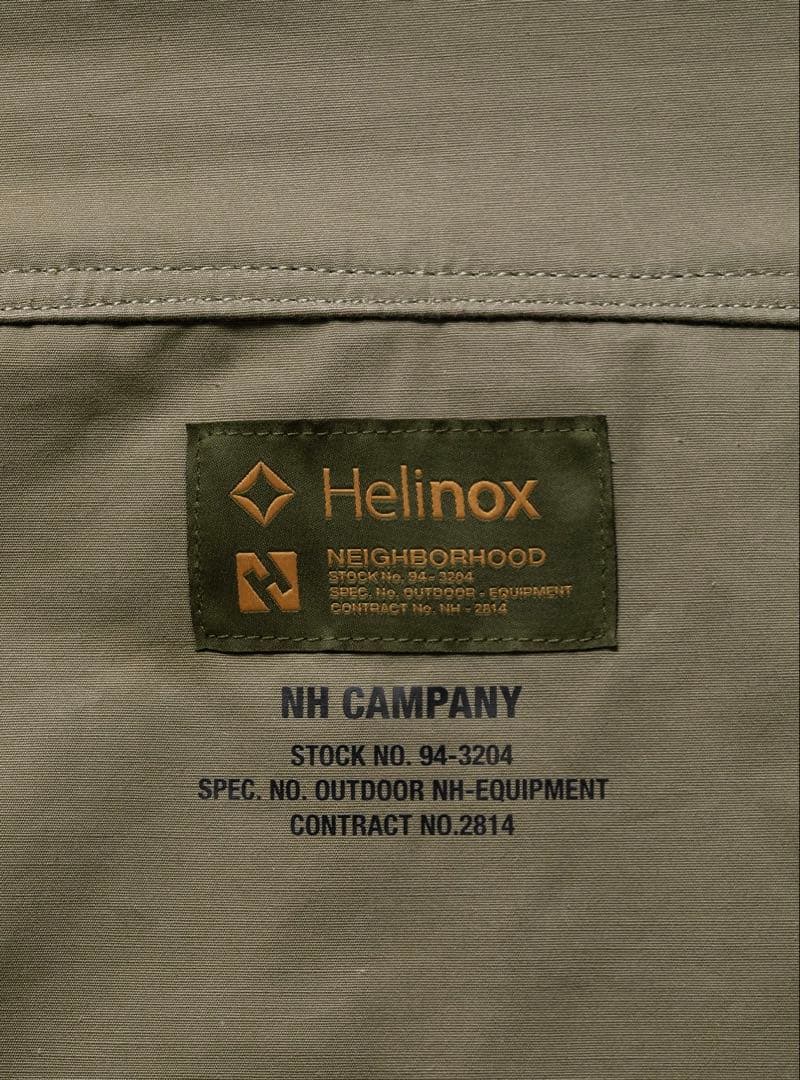 Helinox
NEIGHBORHOOD
STOCK No. 94-3204
SPEC. No. OUTDOOR - EQUIPMENT
CONTRACT No. NH - 2814
NH CAMPANY
STOCK NO. 94-3204
SPEC. NO. OUTDOOR NH-EQUIPMENT
CONTRACT NO.2814